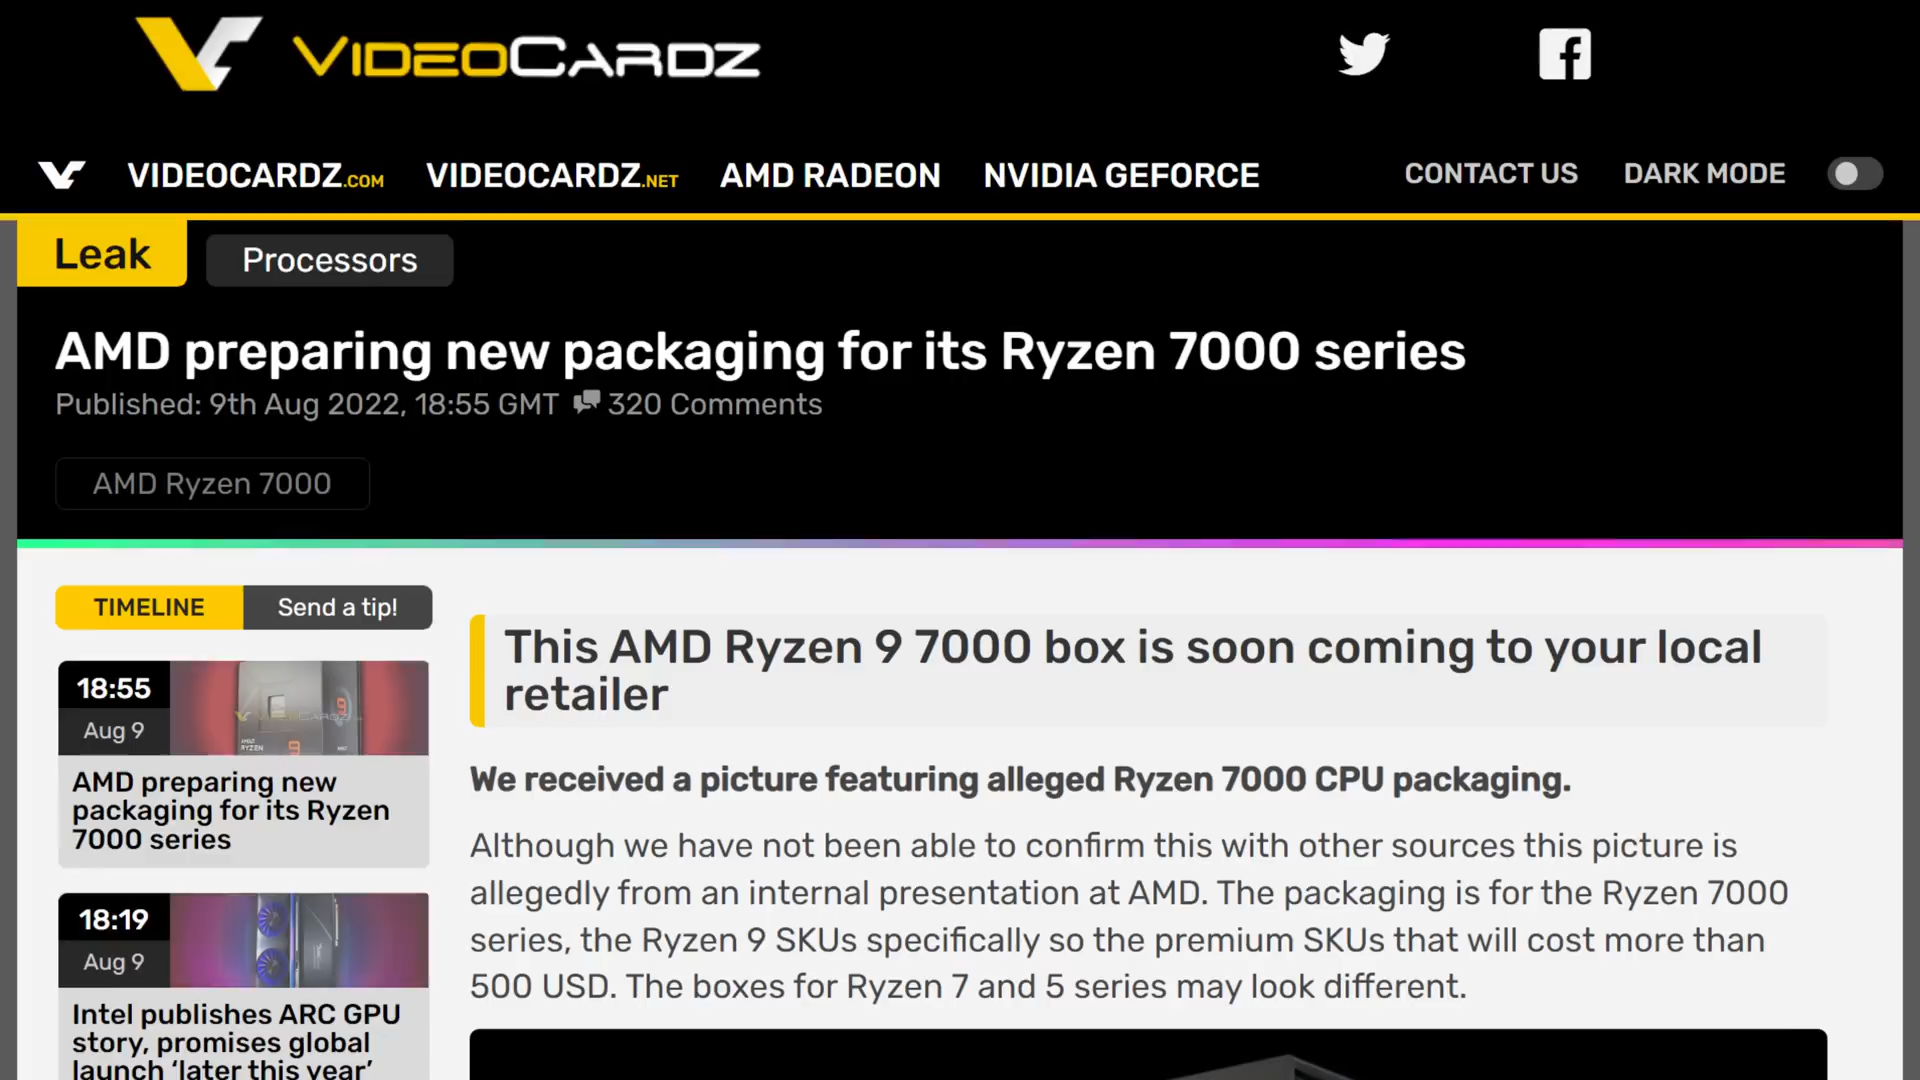 VIDEOCARDZ
VIDEOCARDZ.COM VIDEOCARDZ.NET AMD RADEON NVIDIA GEFORCE CONTACT US DARK MODE
Leak Processors
AMD preparing new packaging for its Ryzen 7000 series
Published: 9th Aug 2022, 18:55 GMT 320 Comments
AMD Ryzen 7000
TIMELINE Send a tip!
18:55
Aug 9
AMD
RYZEN
9
9
AMD preparing new
packaging for its Ryzen
7000 series
18:19
Aug 9
Intel publishes ARC GPU
story, promises global
launch ‘later this year’
This AMD Ryzen 9 7000 box is soon coming to your local
retailer
We received a picture featuring alleged Ryzen 7000 CPU packaging.
Although we have not been able to confirm this with other sources this picture is
allegedly from an internal presentation at AMD. The packaging is for the Ryzen 7000
series, the Ryzen 9 SKUs specifically so the premium SKUs that will cost more than
500 USD. The boxes for Ryzen 7 and 5 series may look different.